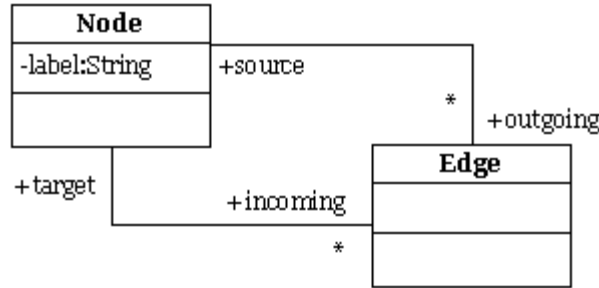 Node
-label:String
+source
*
+outgoing
Edge
+target
+incoming
*